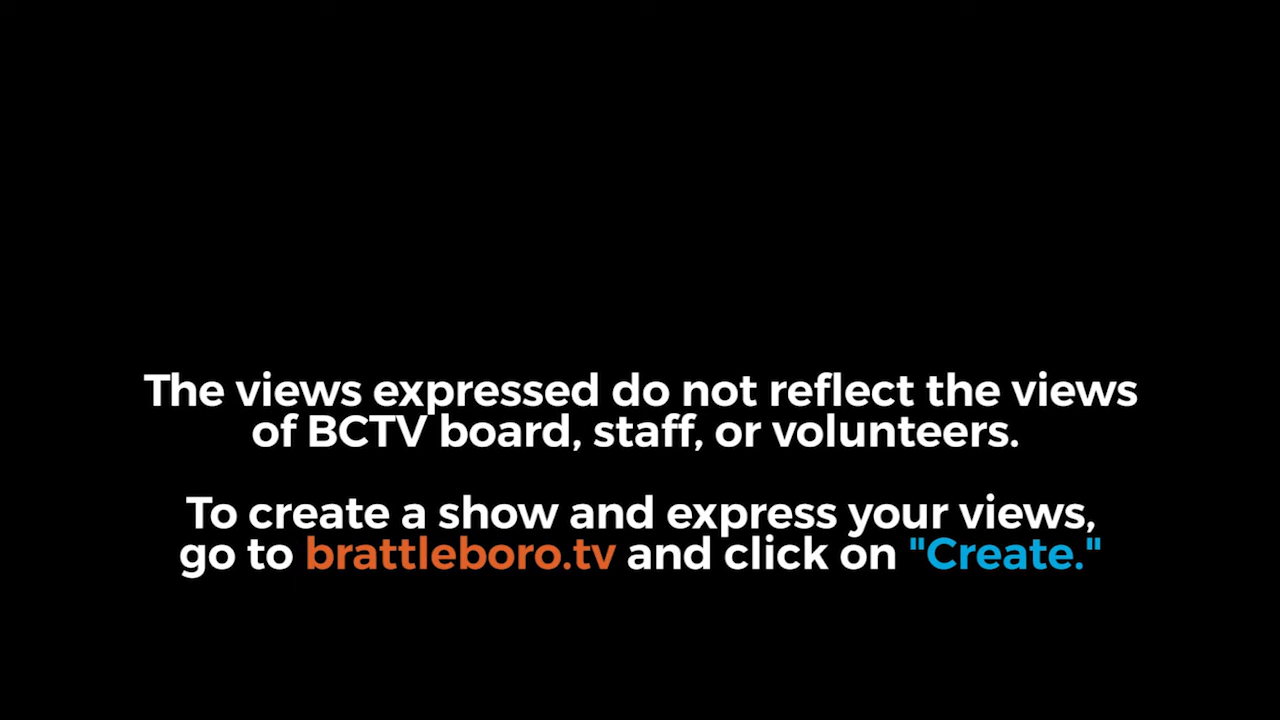 The views expressed do not reflect the views
of BCTV board, staff, or volunteers.
To create a show and express your views,
go to brattleboro.tv and click on "Create."